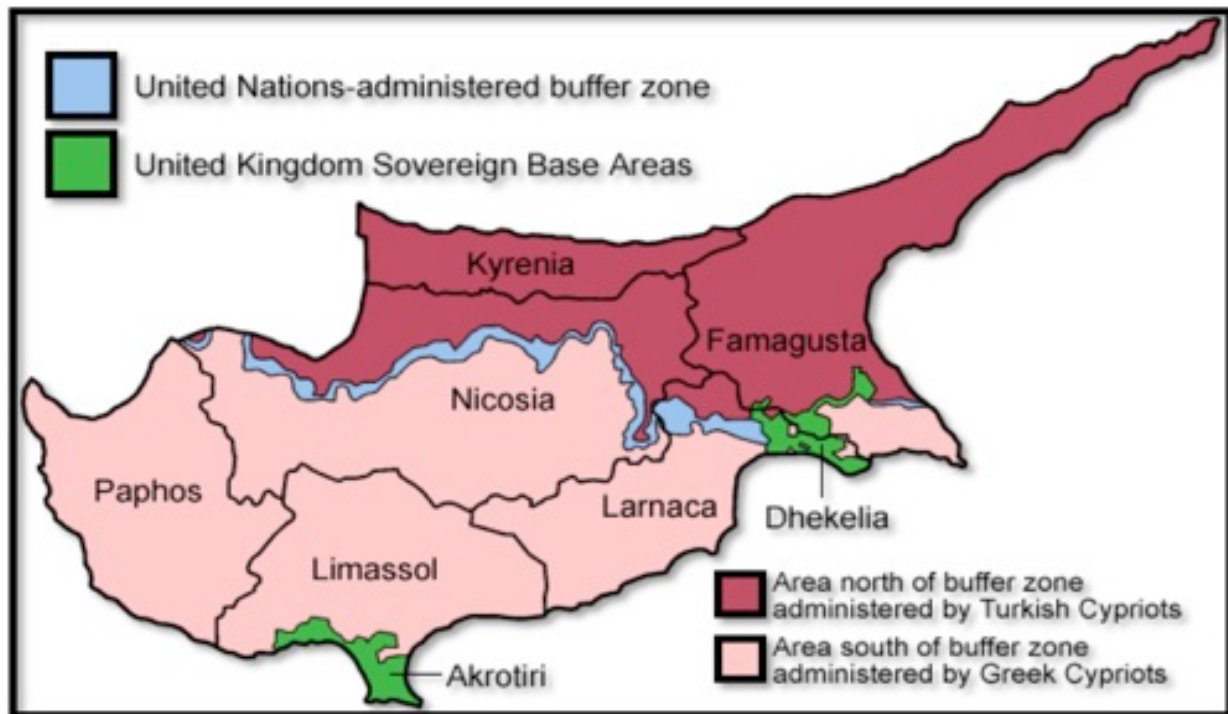 United Nations-administered buffer zone
United Kingdom Sovereign Base Areas
Kyrenia
Famagusta
Nicosia
Paphos
Larnaca
Dhekelia
Limassol
Akrotiri
Area north of buffer zone
administered by Turkish Cypriots
Area south of buffer zone
administered by Greek Cypriots